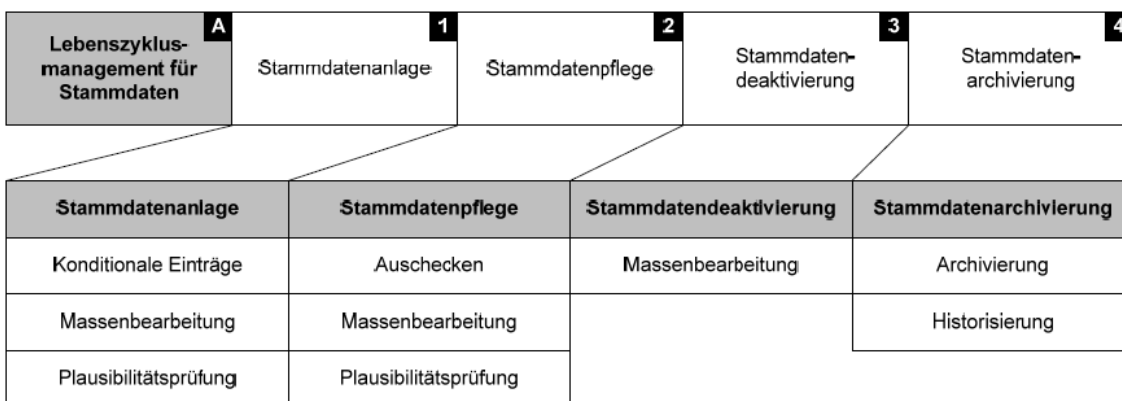 A
Lebenszyklus-
management für
Stammdaten
1
Stammdatenanlage
2
Stammdatenpflege
3
Stammdaten-
deaktivierung
4
Stammdaten-
archivierung
Stammdatenanlage
Stammdatenpflege
Stammdatendeaktivierung
Stammdatenarchivierung
Konditionale Einträge
Auschecken
Massenbearbeitung
Archivierung
Massenbearbeitung
Massenbearbeitung
Historisierung
Plausibilitätsprüfung
Plausibilitätsprüfung